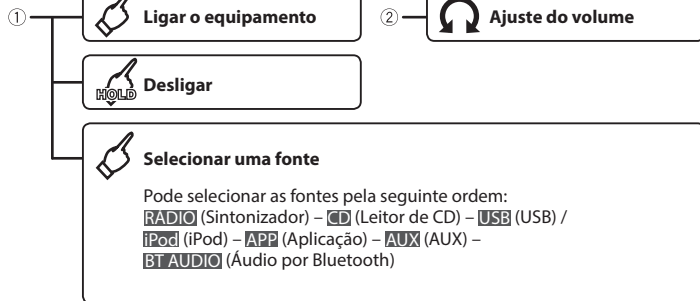 ① Ligar o equipamento
② Ajuste do volume
HOLD Desligar
Selecionar uma fonte
Pode selecionar as fontes pela seguinte ordem:
RADIO (Sintonizador) – CD (Leitor de CD) – USB (USB) /
iPod (iPod) – APP (Aplicação) – AUX (AUX) –
BT AUDIO (Áudio por Bluetooth)